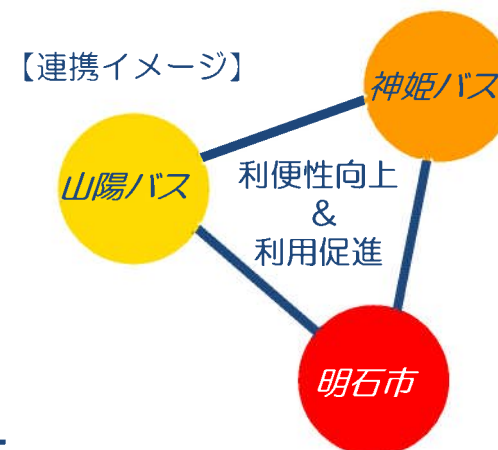 【連携イメージ】
神姫バス
山陽バス
利便性向上
&
利用促進
明石市